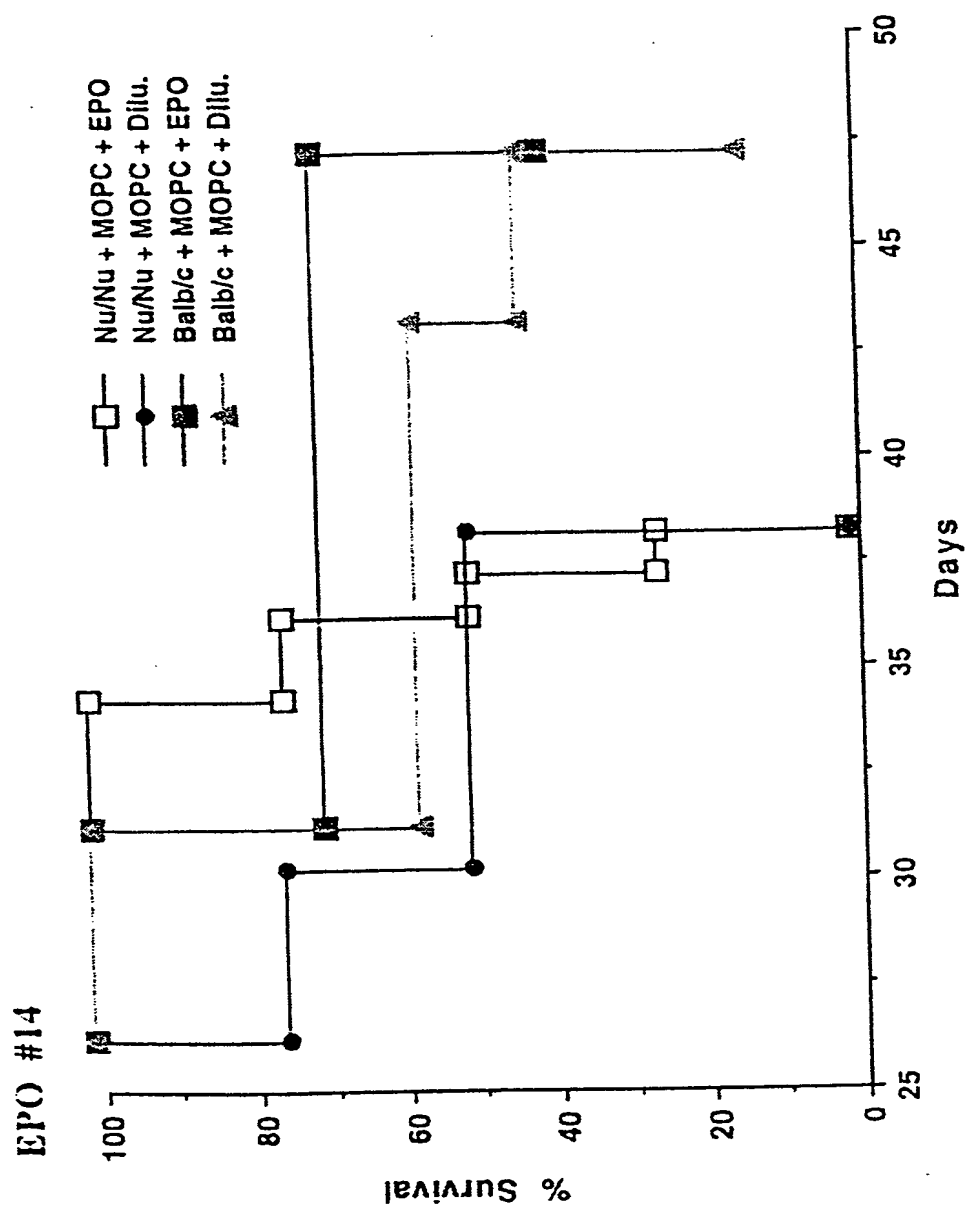 EPO #14
Nu/Nu + MOPC + EPO
Nu/Nu + MOPC + Dilu.
Balb/c + MOPC + EPO
Balb/c + MOPC + Dilu.
% Survival
100
80
60
40
20
0
25
30
35
40
45
50
Days